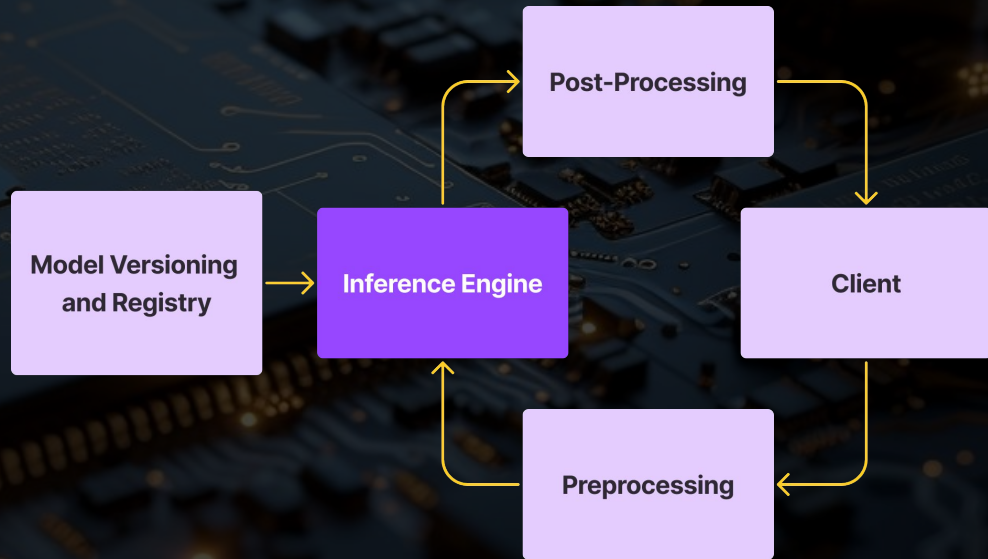 Post-Processing
Model Versioning
and Registry
Inference Engine
Client
Preprocessing